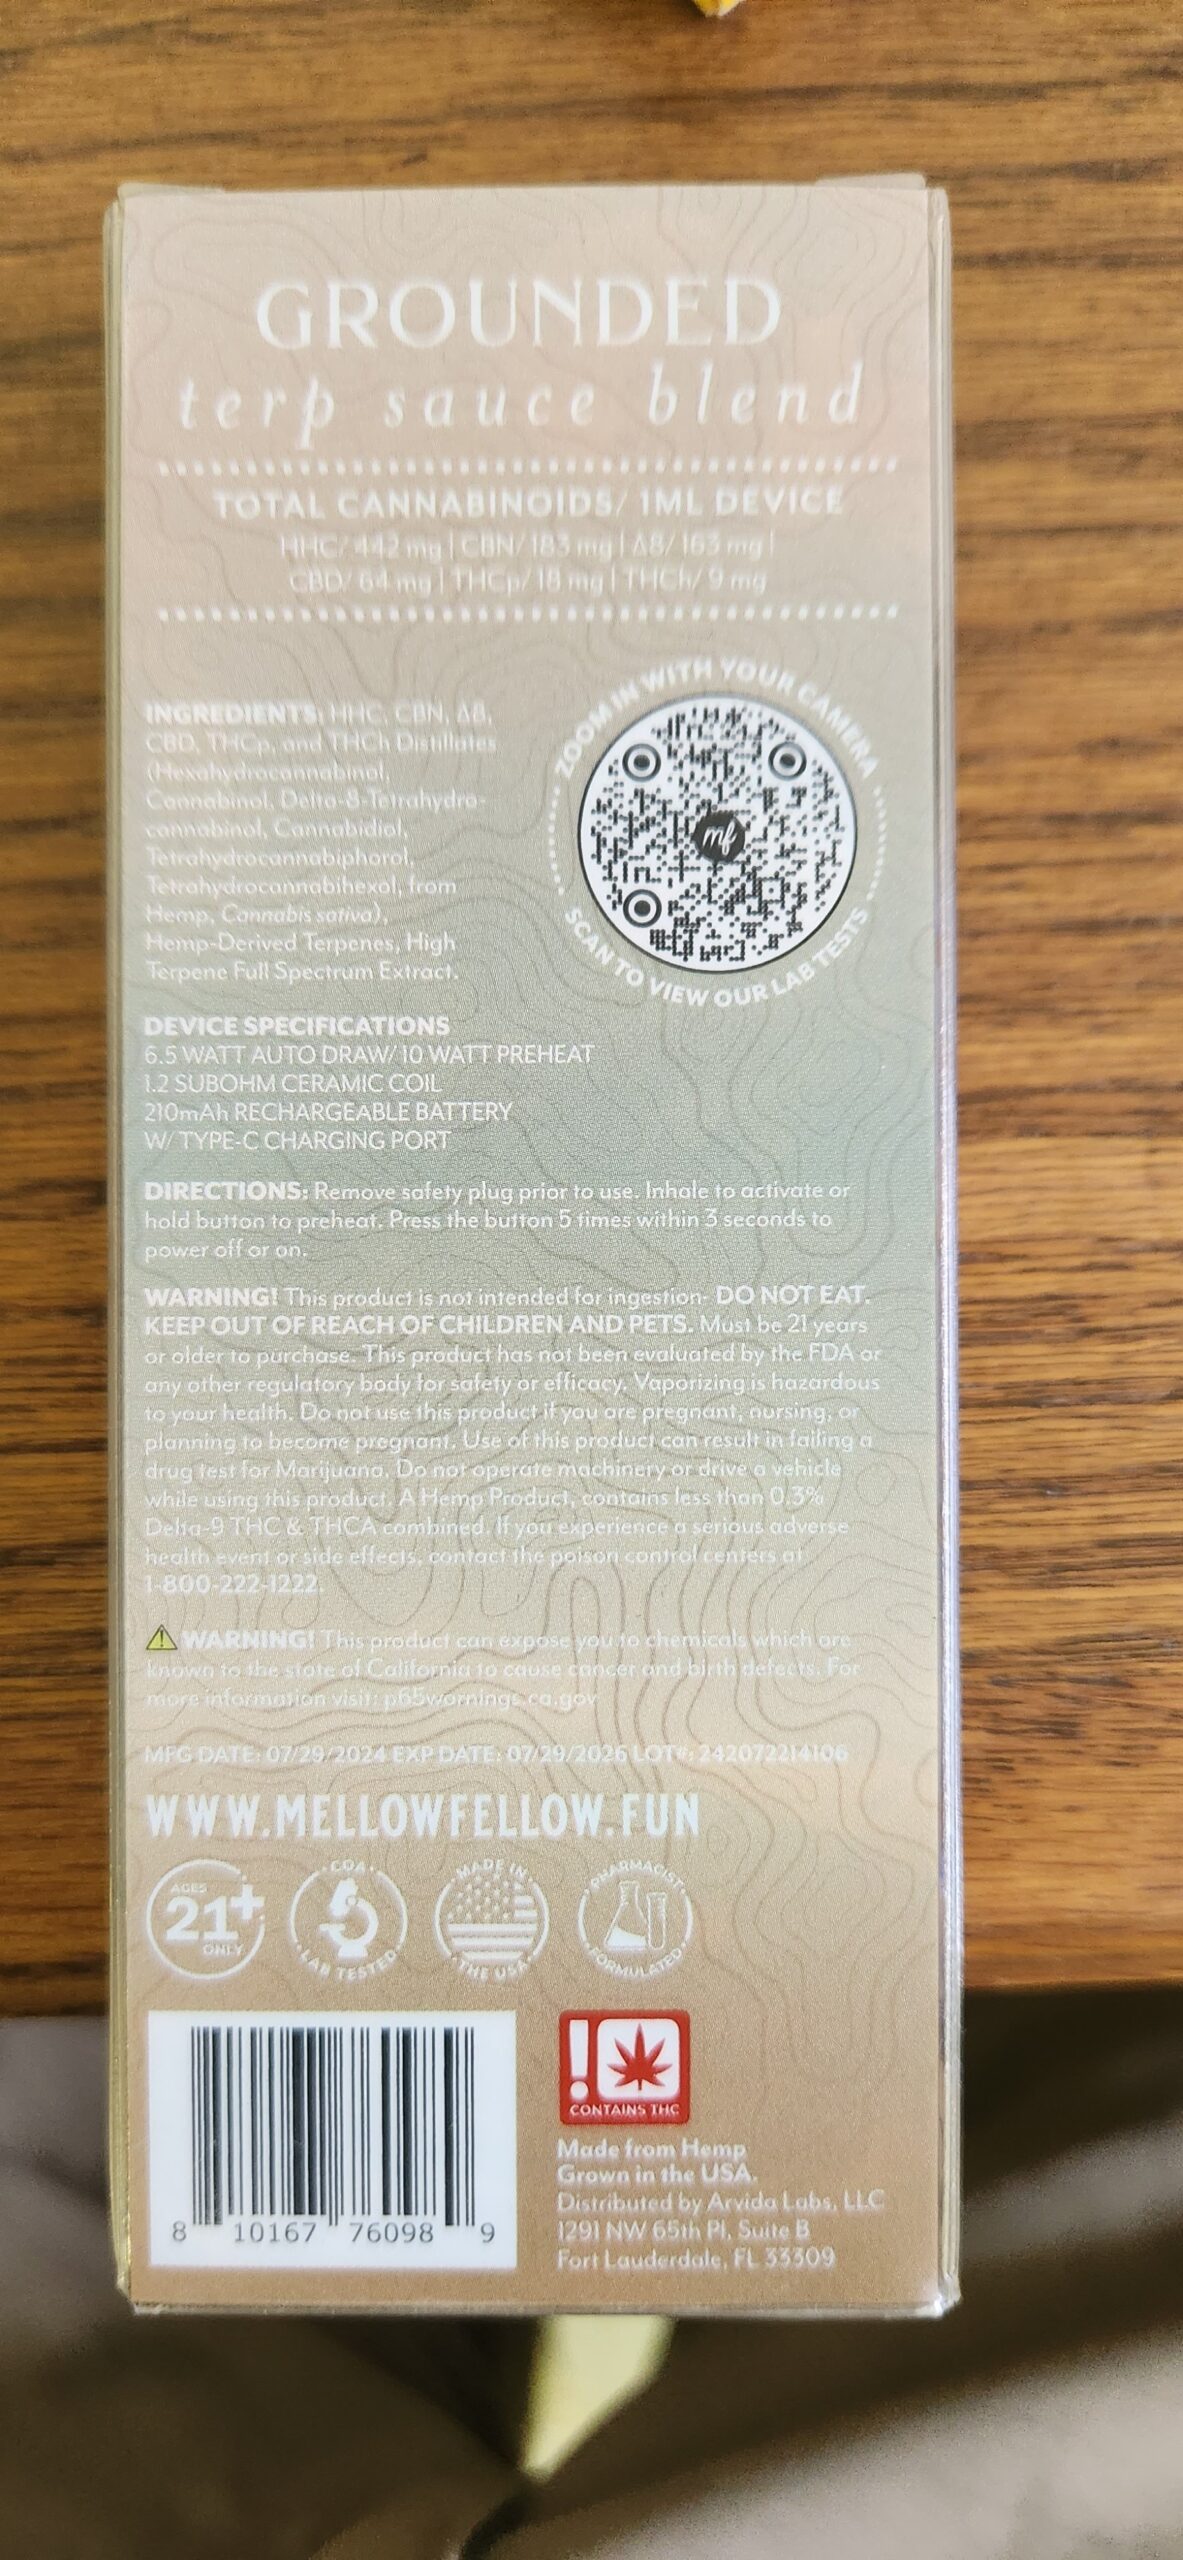 GROUNDED
terp sauce blend
TOTAL CANNABINOIDS/ 1ML DEVICE
HHC/ 442 mg | CBN/ 183 mg | Δ8/ 163 mg |
CBD/ 64 mg | THCp/ 18 mg | THCh/ 9 mg
INGREDIENTS: HHC, CBN, Δ8,
CBD, THCp, and THCh Distillates
(Hexahydrocannabinol,
Cannabinol, Delta-8-Tetrahydro-
cannabinol, Cannabidiol,
Tetrahydrocannabiphorol,
Tetrahydrocannabihexol, from
Hemp, Cannabis sativa),
Hemp-Derived Terpenes, High
Terpene Full Spectrum Extract.
ZOOM IN WITH YOUR CAMERA
mf
SCAN TO VIEW OUR LAB TESTS
DEVICE SPECIFICATIONS
6.5 WATT AUTO DRAW/ 10 WATT PREHEAT
1.2 SUBOHM CERAMIC COIL
210mAh RECHARGEABLE BATTERY
W/ TYPE-C CHARGING PORT
DIRECTIONS: Remove safety plug prior to use. Inhale to activate or
hold button to preheat. Press the button 5 times within 3 seconds to
power off or on.
WARNING! This product is not intended for ingestion- DO NOT EAT.
KEEP OUT OF REACH OF CHILDREN AND PETS. Must be 21 years
or older to purchase. This product has not been evaluated by the FDA or
any other regulatory body for safety or efficacy. Vaporizing is hazardous
to your health. Do not use this product if you are pregnant, nursing, or
planning to become pregnant. Use of this product can result in failing a
drug test for Marijuana. Do not operate machinery or drive a vehicle
while using this product. A Hemp Product, contains less than 0.3%
Delta-9 THC & THCA combined. If you experience a serious adverse
health event or side effects, contact the poison control centers at
1-800-222-1222.
WARNING! This product can expose you to chemicals which are
known to the state of California to cause cancer and birth defects. For
more information visit: p65warnings.ca.gov
MFG DATE: 07/29/2024 EXP DATE: 07/29/2026 LOT#: 242072214106
WWW.MELLOWFELLOW.FUN
AGES 21+ ONLY
COA LAB TESTED
MADE IN THE USA
PHARMACIST FORMULATED
8 10167 76098 9
! CONTAINS THC
Made from Hemp
Grown in the USA.
Distributed by Arvida Labs, LLC
1291 NW 65th Pl, Suite B
Fort Lauderdale, FL 33309